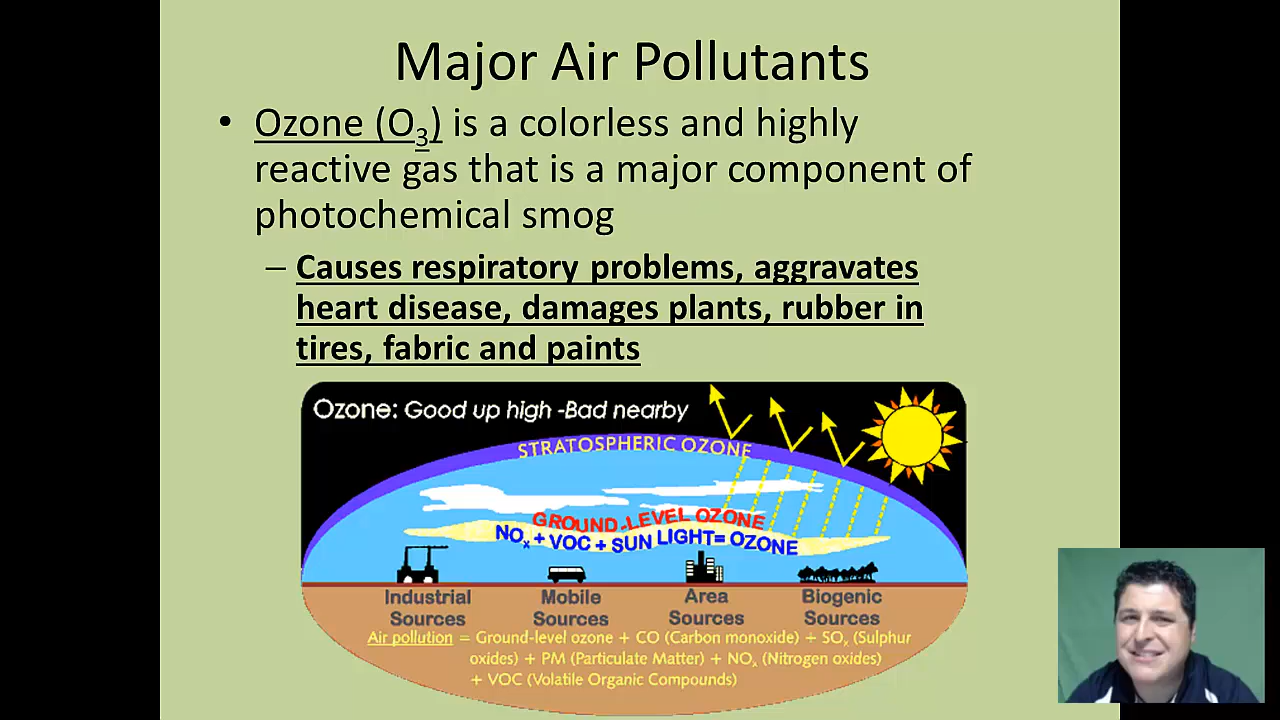 Major Air Pollutants
• Ozone (O₃) is a colorless and highly
reactive gas that is a major component of
photochemical smog
– Causes respiratory problems, aggravates
heart disease, damages plants, rubber in
tires, fabric and paints
Ozone: Good up high -Bad nearby
STRATOSPHERIC OZONE
GROUND-LEVEL OZONE
NOₓ + VOC + SUN LIGHT= OZONE
Industrial Sources
Mobile Sources
Area Sources
Biogenic Sources
Air pollution = Ground-level ozone + CO (Carbon monoxide) + SOₓ (Sulphur
oxides) + PM (Particulate Matter) + NOₓ (Nitrogen oxides)
+ VOC (Volatile Organic Compounds)